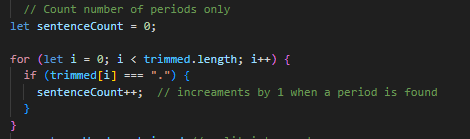 // Count number of periods only
let sentenceCount = 0;
for (let i = 0; i < trimmed.length; i++) {
if (trimmed[i] === ".") {
sentenceCount++;  // increaments by 1 when a period is found
}
}